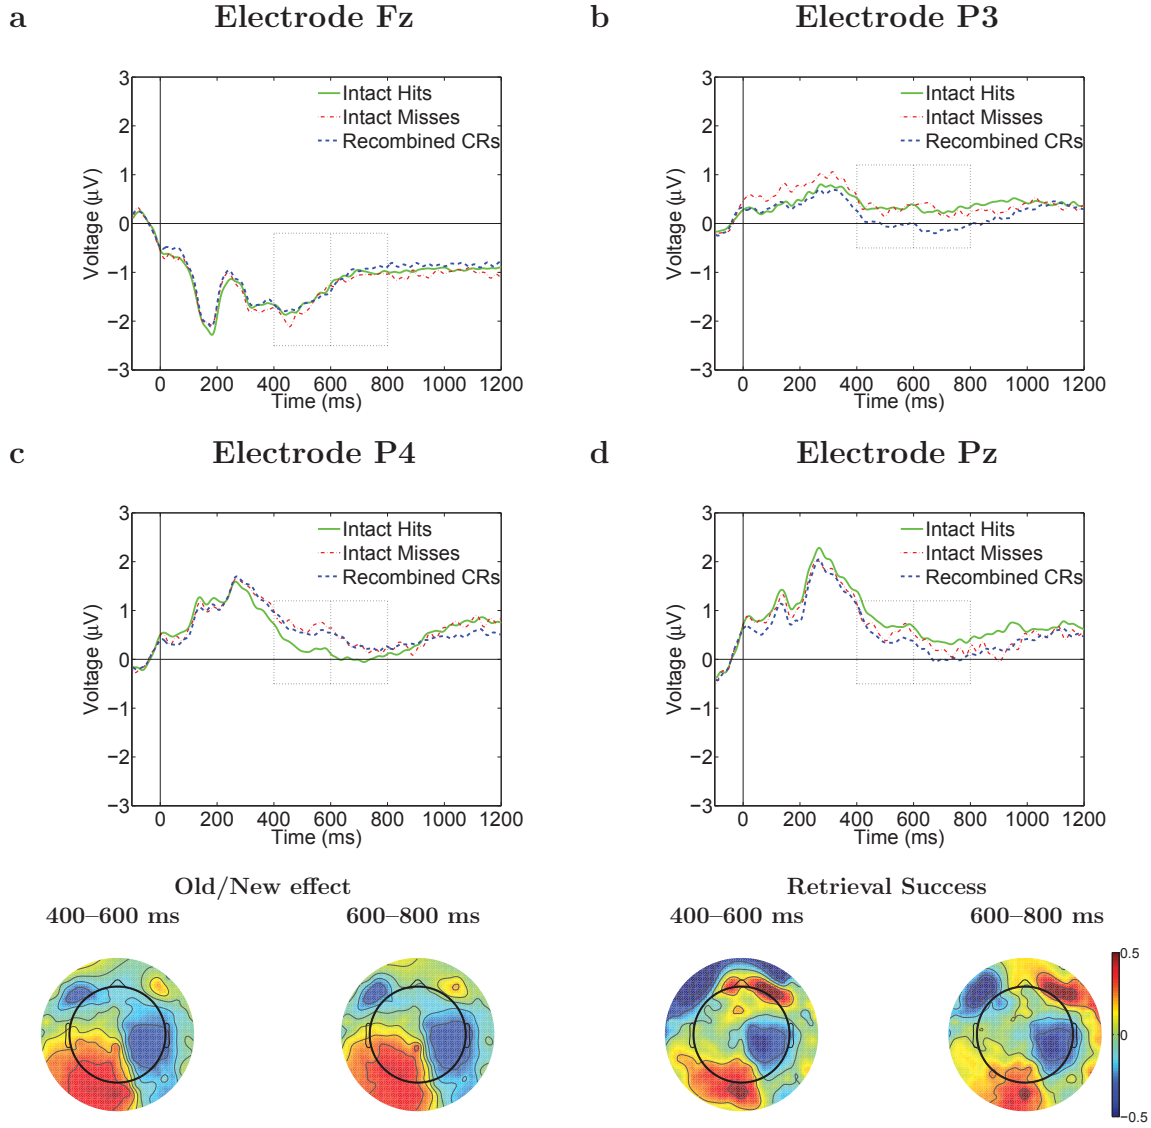 a Electrode Fz
3
2
1
0
−1
−2
−3
Voltage (µV)
Intact Hits
Intact Misses
Recombined CRs
0 200 400 600 800 1000 1200
Time (ms)
b Electrode P3
3
2
1
0
−1
−2
−3
Voltage (µV)
Intact Hits
Intact Misses
Recombined CRs
0 200 400 600 800 1000 1200
Time (ms)
c Electrode P4
3
2
1
0
−1
−2
−3
Voltage (µV)
Intact Hits
Intact Misses
Recombined CRs
0 200 400 600 800 1000 1200
Time (ms)
d Electrode Pz
3
2
1
0
−1
−2
−3
Voltage (µV)
Intact Hits
Intact Misses
Recombined CRs
0 200 400 600 800 1000 1200
Time (ms)
Old/New effect
400–600 ms 600–800 ms
Retrieval Success
400–600 ms 600–800 ms
0.5
0
−0.5